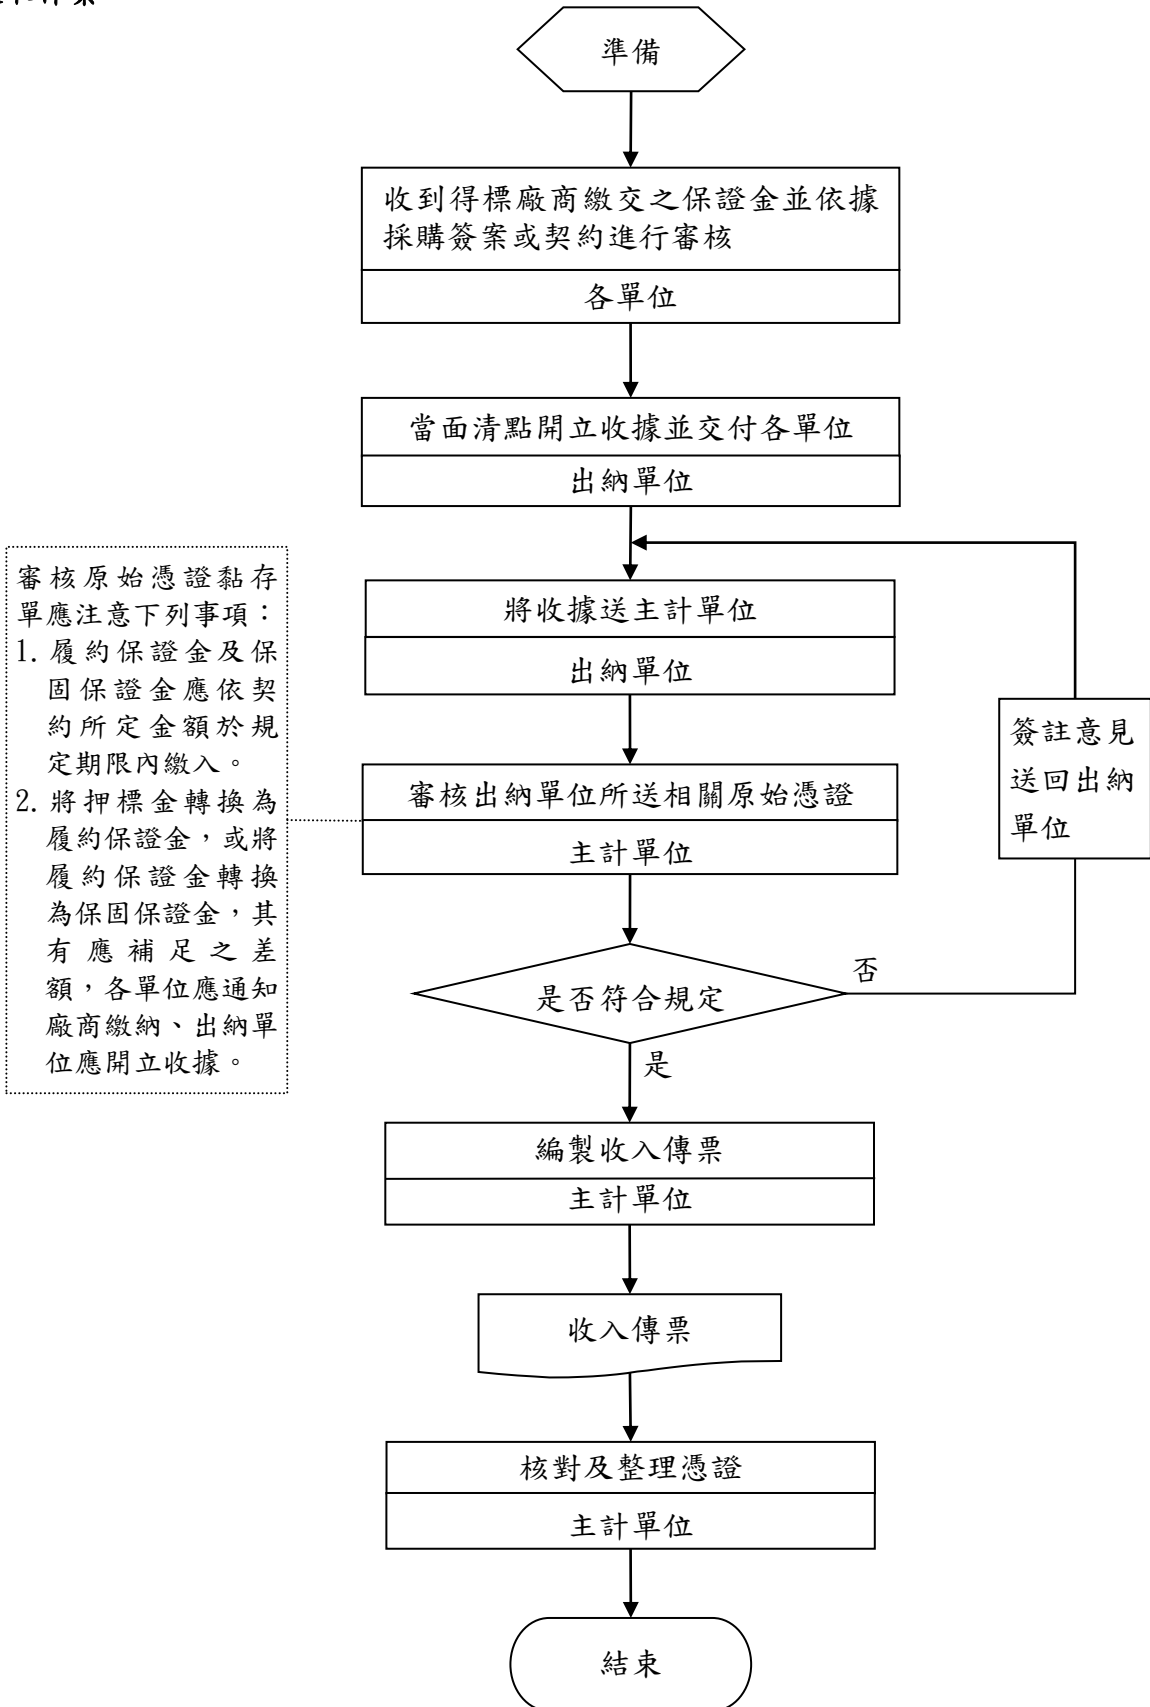 準備
收到得標廠商繳交之保證金並依據
採購簽案或契約進行審核
各單位
當面清點開立收據並交付各單位
出納單位
將收據送主計單位
出納單位
審核原始憑證黏存
單應注意下列事項：
1. 履約保證金及保
固保證金應依契
約所定金額於規
定期限內繳入。
2. 將押標金轉換為
履約保證金，或將
履約保證金轉換
為保固保證金，其
有應補足之差
額，各單位應通知
廠商繳納、出納單
位應開立收據。
審核出納單位所送相關原始憑證
主計單位
簽註意見
送回出納
單位
是否符合規定
否
是
編製收入傳票
主計單位
收入傳票
核對及整理憑證
主計單位
結束